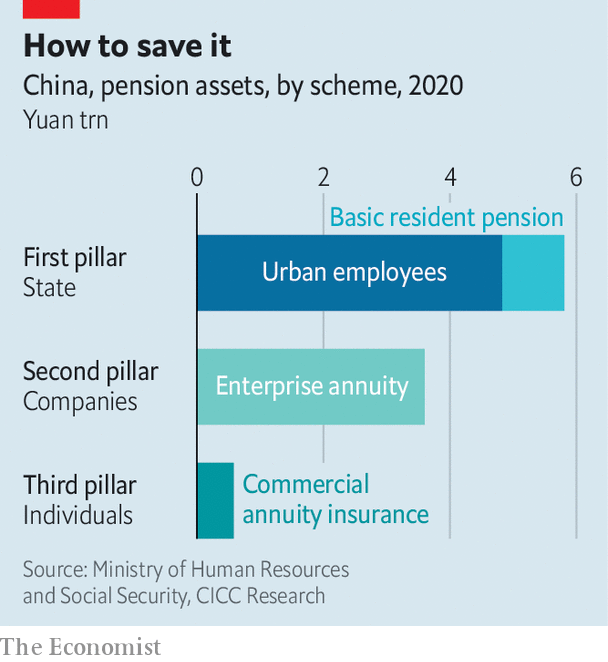 How to save it
China, pension assets, by scheme, 2020
Yuan trn
0 2 4 6
Basic resident pension
First pillar
State
Urban employees
Second pillar
Companies
Enterprise annuity
Third pillar
Individuals
Commercial
annuity insurance
Source: Ministry of Human Resources
and Social Security, CICC Research
The Economist